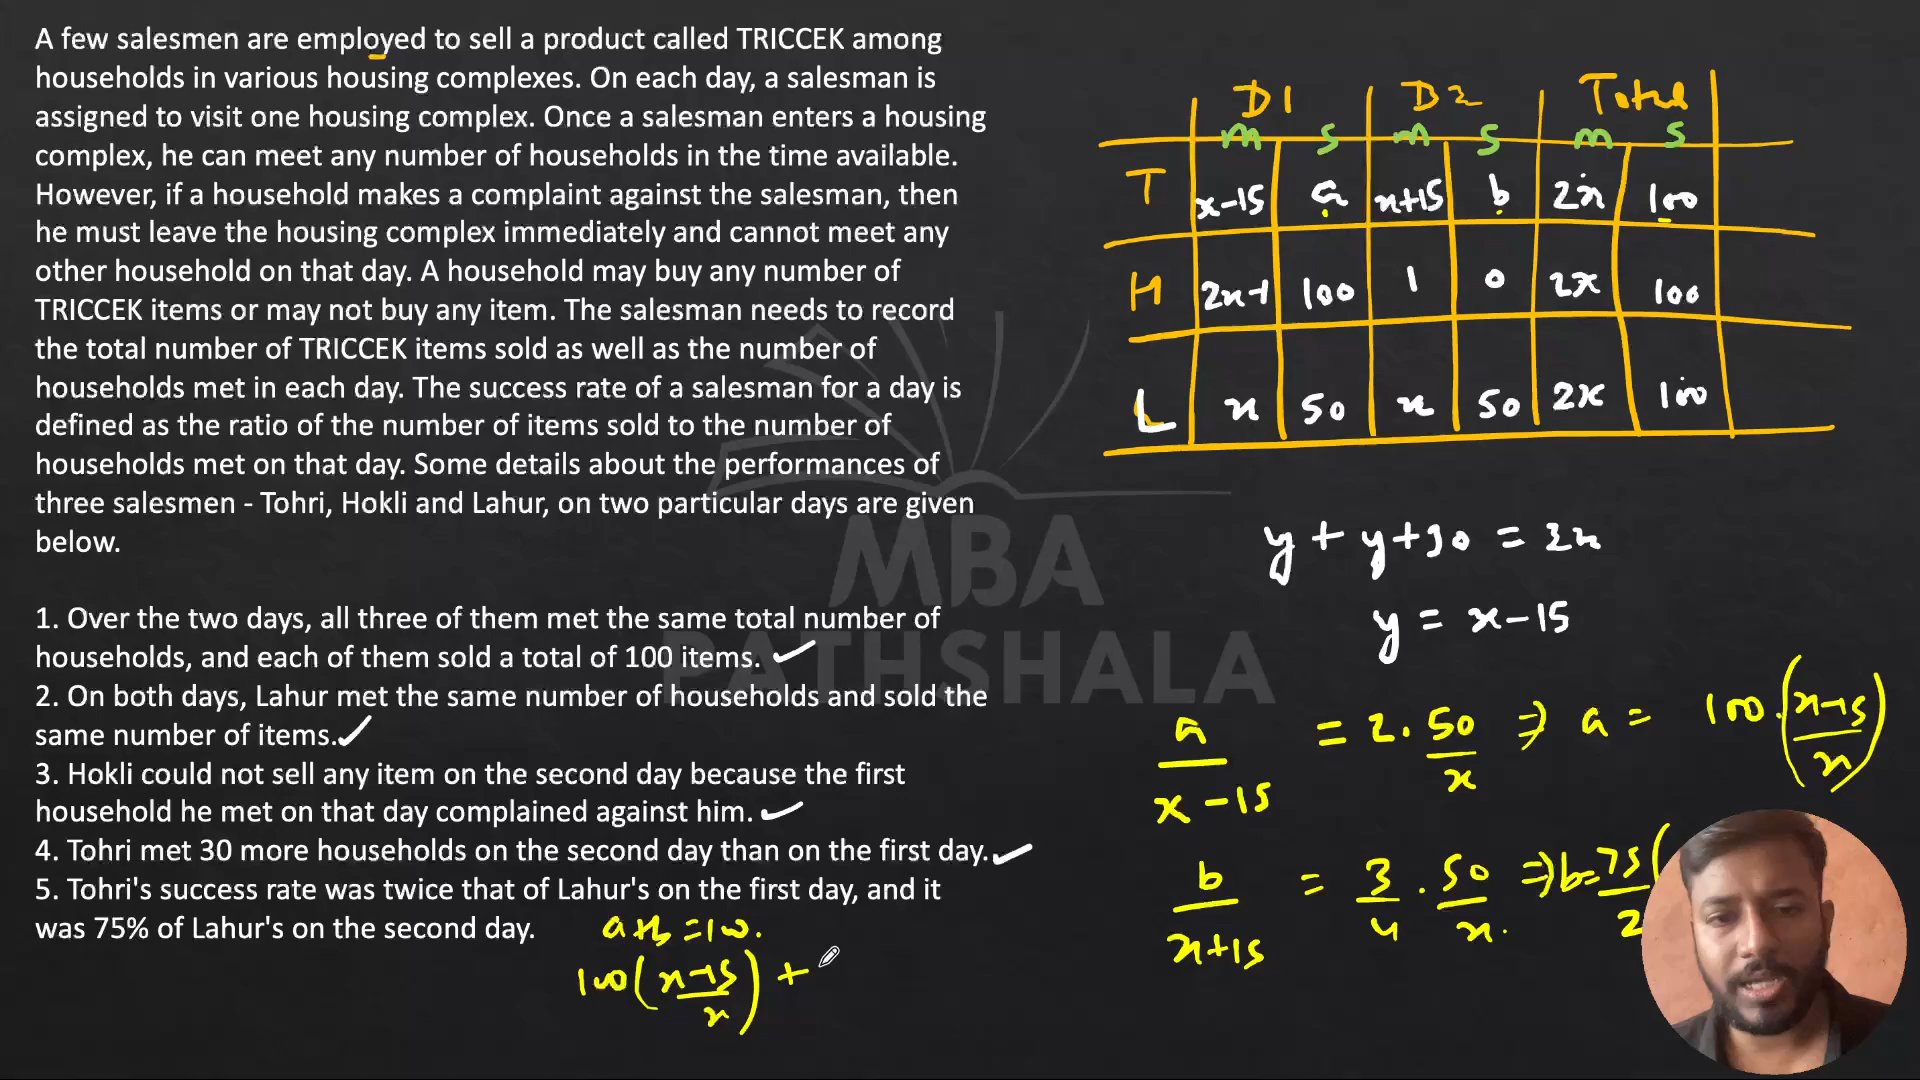 A few salesmen are employed to sell a product called TRICCEK among
households in various housing complexes. On each day, a salesman is
assigned to visit one housing complex. Once a salesman enters a housing
complex, he can meet any number of households in the time available.
However, if a household makes a complaint against the salesman, then
he must leave the housing complex immediately and cannot meet any
other household on that day. A household may buy any number of
TRICCEK items or may not buy any item. The salesman needs to record
the total number of TRICCEK items sold as well as the number of
households met in each day. The success rate of a salesman for a day is
defined as the ratio of the number of items sold to the number of
households met on that day. Some details about the performances of
three salesmen - Tohri, Hokli and Lahur, on two particular days are given
below.
1. Over the two days, all three of them met the same total number of
households, and each of them sold a total of 100 items.
2. On both days, Lahur met the same number of households and sold the
same number of items.
3. Hokli could not sell any item on the second day because the first
household he met on that day complained against him.
4. Tohri met 30 more households on the second day than on the first day.
5. Tohri's success rate was twice that of Lahur's on the first day, and it
was 75% of Lahur's on the second day.
a+b = 100.
100(x-15/x) +
D1 D2 Total
m s m s m s
T x-15 a x+15 b 2x 100
H 2x-1 100 1 0 2x 100
L x 50 x 50 2x 100
y + y+30 = 2x
y = x-15
a/x-15 = 2. 50/x ⇒ a = 100.(x-15/x)
b/x+15 = 3/4 . 50/x. ⇒ b = 75/2 (
MBA
PATHSHALA